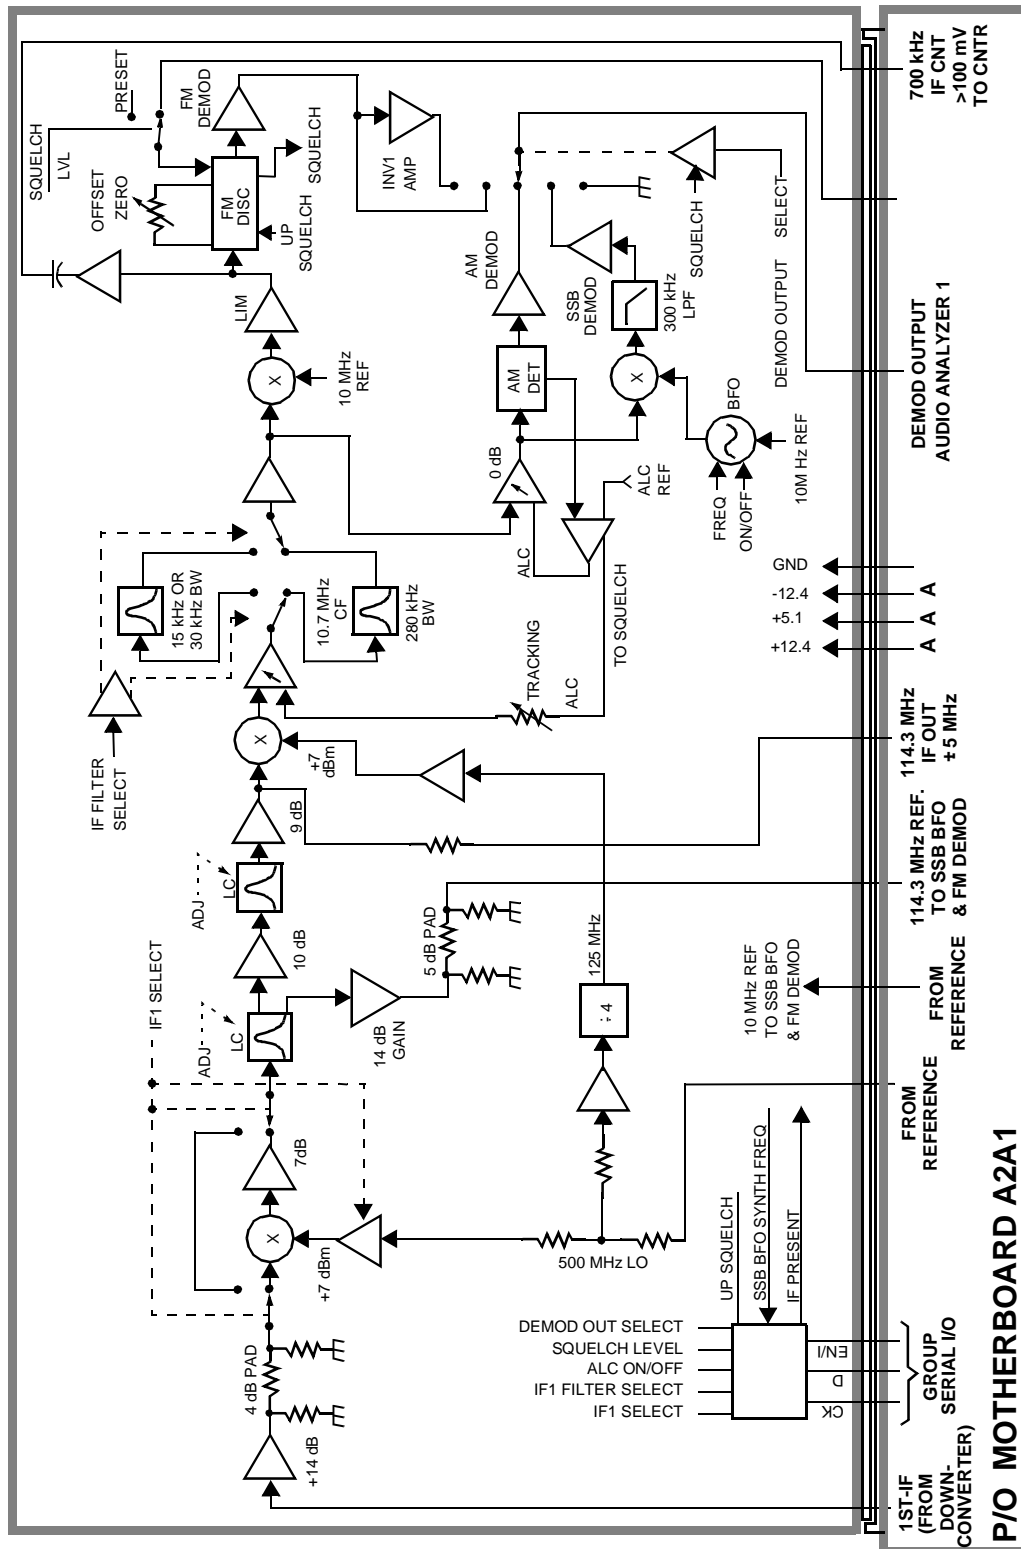 SQUELCH
LVL
PRESET
OFFSET
ZERO
FM
DISC
FM
DEMOD
SQUELCH
UP
SQUELCH
LIM
X
10 MHz
REF
INV1
AMP
AM
DEMOD
AM
DET
0 dB
ALC
ALC
REF
SSB
DEMOD
300 kHz
LPF
X
BFO
FREQ
ON/OFF
10M Hz REF
SQUELCH
DEMOD OUTPUT SELECT
TO SQUELCH
15 kHz OR
30 kHz BW
10.7 MHz
CF
280 kHz
BW
TRACKING
ALC
IF FILTER
SELECT
X
+7
dBm
9 dB
ADJ
LC
10 dB
IF1 SELECT
ADJ
LC
14 dB
GAIN
5 dB PAD
125 MHz
÷ 4
7dB
X
+7 dBm
4 dB PAD
+14 dB
500 MHz LO
GND
-12.4
+5.1
+12.4
A
A
A
10 MHz REF
TO SSB BFO
& FM DEMOD
UP SQUELCH
SSB BFO SYNTH FREQ
IF PRESENT
DEMOD OUT SELECT
SQUELCH LEVEL
ALC ON/OFF
IF1 FILTER SELECT
IF1 SELECT
I/EN
D
CK
700 kHz
IF CNT
>100 mV
TO CNTR
DEMOD OUTPUT
AUDIO ANALYZER 1
114.3 MHz
IF OUT
±5 MHz
114.3 MHz REF.
TO SSB BFO
& FM DEMOD
FROM
REFERENCE
FROM
REFERENCE
GROUP
SERIAL I/O
1ST-IF
(FROM
DOWN-
CONVERTER)
P/O MOTHERBOARD A2A1